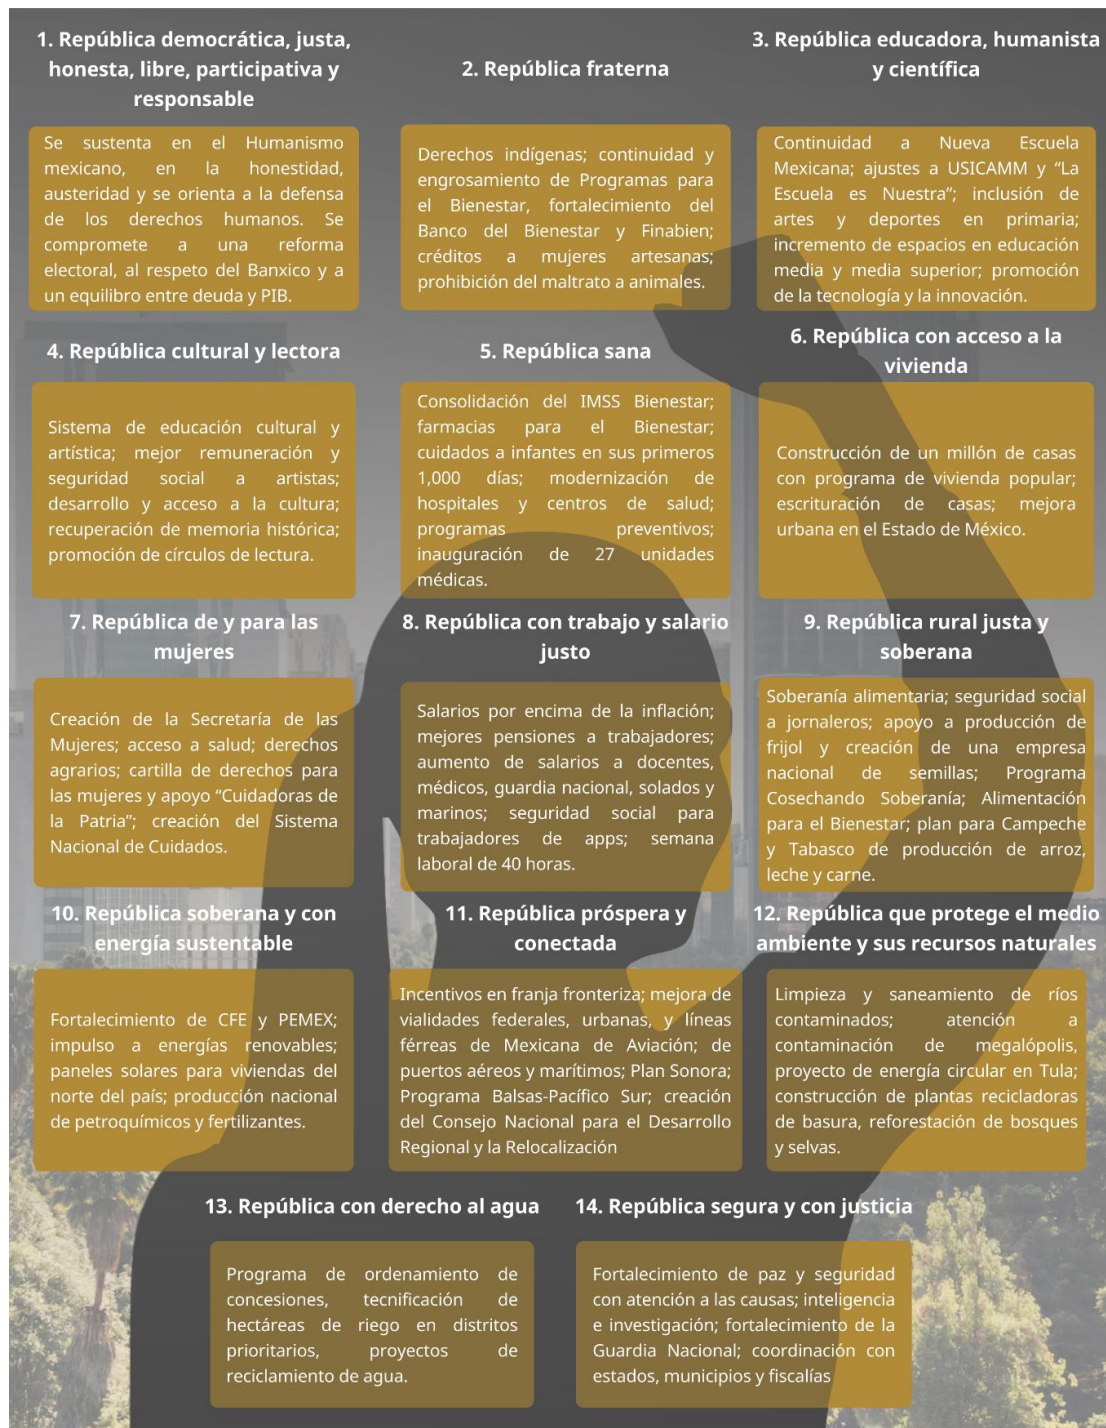 1. República democrática, justa,
honesta, libre, participativa y
responsable
Se sustenta en el Humanismo
mexicano, en la honestidad,
austeridad y se orienta a la defensa
de los derechos humanos. Se
compromete a una reforma
electoral, al respeto del Banxico y a
un equilibro entre deuda y PIB.
2. República fraterna
Derechos indígenas; continuidad y
engrosamiento de Programas para
el Bienestar, fortalecimiento del
Banco del Bienestar y Finabien;
créditos a mujeres artesanas;
prohibición del maltrato a animales.
3. República educadora, humanista
y científica
Continuidad a Nueva Escuela
Mexicana; ajustes a USICAMM y “La
Escuela es Nuestra”; inclusión de
artes y deportes en primaria;
incremento de espacios en educación
media y media superior; promoción
de la tecnología y la innovación.
4. República cultural y lectora
Sistema de educación cultural y
artística; mejor remuneración y
seguridad social a artistas;
desarrollo y acceso a la cultura;
recuperación de memoria histórica;
promoción de círculos de lectura.
5. República sana
Consolidación del IMSS Bienestar;
farmacias para el Bienestar;
cuidados a infantes en sus primeros
1,000 días; modernización de
hospitales y centros de salud;
programas preventivos;
inauguración de 27 unidades
médicas.
6. República con acceso a la
vivienda
Construcción de un millón de casas
con programa de vivienda popular;
escrituración de casas; mejora
urbana en el Estado de México.
7. República de y para las
mujeres
Creación de la Secretaría de las
Mujeres; acceso a salud; derechos
agrarios; cartilla de derechos para
las mujeres y apoyo “Cuidadoras de
la Patria”; creación del Sistema
Nacional de Cuidados.
8. República con trabajo y salario
justo
Salarios por encima de la inflación;
mejores pensiones a trabajadores;
aumento de salarios a docentes,
médicos, guardia nacional, solados y
marinos; seguridad social para
trabajadores de apps; semana
laboral de 40 horas.
9. República rural justa y
soberana
Soberanía alimentaria; seguridad social
a jornaleros; apoyo a producción de
frijol y creación de una empresa
nacional de semillas; Programa
Cosechando Soberanía; Alimentación
para el Bienestar; plan para Campeche
y Tabasco de producción de arroz,
leche y carne.
10. República soberana y con
energía sustentable
Fortalecimiento de CFE y PEMEX;
impulso a energías renovables;
paneles solares para viviendas del
norte del país; producción nacional
de petroquímicos y fertilizantes.
11. República próspera y
conectada
Incentivos en franja fronteriza; mejora de
vialidades federales, urbanas, y líneas
férreas de Mexicana de Aviación; de
puertos aéreos y marítimos; Plan Sonora;
Programa Balsas-Pacífico Sur; creación
del Consejo Nacional para el Desarrollo
Regional y la Relocalización
12. República que protege el medio
ambiente y sus recursos naturales
Limpieza y saneamiento de ríos
contaminados; atención a
contaminación de megalópolis,
proyecto de energía circular en Tula;
construcción de plantas recicladoras
de basura, reforestación de bosques
y selvas.
13. República con derecho al agua
Programa de ordenamiento de
concesiones, tecnificación de
hectáreas de riego en distritos
prioritarios, proyectos de
reciclamiento de agua.
14. República segura y con justicia
Fortalecimiento de paz y seguridad
con atención a las causas; inteligencia
e investigación; fortalecimiento de la
Guardia Nacional; coordinación con
estados, municipios y fiscalías